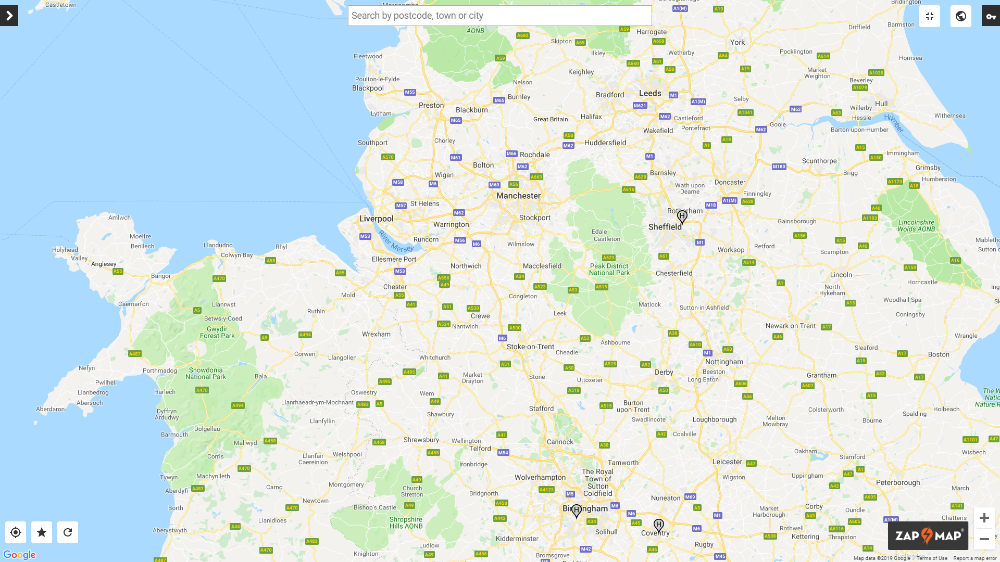 Search by postcode, town or city
Castletown
Morecambe
AONB
Harrogate
Bridlington
Driffield
Barmston
Skipton
Ilkley
Wetherby
York
Pocklington
Hornsea
Fleetwood
Keighley
Market
Weighton
Beverley
Poulton-le-Fylde
Blackpool
Nelson
Burnley
Bradford
Leeds
Selby
Hull
Willerby
Hessle
Withernsea
Preston
Blackburn
Lytham
Great Britain
Halifax
Castleford
Pontefract
Wakefield
Goole
Barton-upon-Humber
Humber
Southport
Chorley
Huddersfield
Immingham
Grimsby
Humberston
Rochdale
Bolton
Wigan
Barnsley
Scunthorpe
Brigg
Wath upon
Dearne
Doncaster
Finningley
Manchester
St Helens
Stockport
Liverpool
Warrington
Runcorn
River Mersey
Rotherham
Sheffield
Gainsborough
Lincolnshire
Wolds AONB
Amlwch
Moelfre
Benllech
Holyhead
Valley
Anglesey
Llandudno
Colwyn Bay
Rhyl
Bangor
Ellesmere Port
Wilmslow
Edale
Castleton
Worksop
Retford
Scampton
Northwich
Macclesfield
Peak District
National Park
Chesterfield
Lincoln
Horncastle
Chester
Mold
Congleton
North
Hykeham
Woodhall Spa
Caernarfon
Llanrwst
Ruthin
Betws-y-Coed
Gwydir
Forest Park
Crewe
Nantwich
Leek
Matlock
Sutton-in-Ashfield
Coningsby
Newark-on-Trent
Wrangle
Wrexham
Stoke-on-Trent
Cheadle
Ashbourne
Sleaford
Boston
Corwen
Llangollen
Whitchurch
Nottingham
Beeston
Long Eaton
Derby
Grantham
Nefyn
Porthmadog
Snowdonia
National Park
Bala
Pwllheli
Llanbedrog
Abersoch
Aberdaron
Harlech
Market
Drayton
Stone
Uttoxeter
Oswestry
Wem
Llanrhaeadr-ym-Mochnant
Shawbury
Stafford
Burton
upon Trent
Swadlincote
Loughborough
Melton
Mowbray
Colsterworth
Bourne
Spalding
Holbeach
Dyffryn
Ardudwy
Llanfyllin
Dolgellau
Barmouth
Mallwyd
Shrewsbury
Wellington
Telford
Cannock
Coalville
Oakham
Stamford
Wisbech
Corris
Llanfair
Caereinion
Welshpool
Ironbridge
Tamworth
Leicester
Wigston
Uppingham
Peterborough
March
Tywyn
Machynlleth
Aberdyfi
Carno
Montgomery
Church
Stretton
Wolverhampton
The Royal
Town of
Sutton
Coldfield
Bridgnorth
Borth
Newtown
Bishop's Castle
Nuneaton
Market
Harborough
Corby
Oundle
Chatteris
Llanidloes
Shropshire
Hills AONB
Aberystwyth
Kidderminster
Solihull
Coventry
Rothwell
Kettering
Thrapston
Ludlow
Knighton
Bromsgrove
Rugby
H
H
H
A1(M)
A19
A59
A682
A65
A658
A64
A614
A59
A660
A61
A58
A19
A1035
A1079
M55
M65
M1
A1(M)
M621
A1041
M62
A63
M65
M62
M62
A58
M62
A19
A1
A15
A180
A570
M61
M66
M1
M62
M180
A663
A628
M58
M6
M60
A56
A616
A1173
A18
M57
M62
M18
A1(M)
A638
A46
A1103
M53
M56
M6
M1
A156
A15
A46
A55
A55
A55
A623
A61
A614
A16
A158
A470
M53
A556
A49
A34
A523
A53
A515
A1
A55
A41
A51
A530
A15
A5
A534
A500
A494
A5
M6
A52
A38
A46
A17
A610
M1
A60
A487
A51
A50
A515
A52
A15
A17
A495
A495
A41
A52
A17
A470
A518
A50
A606
A46
A607
A15
A494
A483
A5
A49
A515
A458
A458
A41
A42
A1101
A47
A458
M54
A38
A470
A47
A1
A47
A487
A49
A4123
M5
A43
A470
A49
A458
M6
M69
A5
A605
A141
A44
A442
A34
M6
A45
M1
A43
A605
A1(M)
M6
A508
A6116
A483
A470
A49
A456
M42
A46
A14
A487
M5
M45
ZAP MAP®
Google
Map data ©2019 Google
Terms of Use
Report a map error